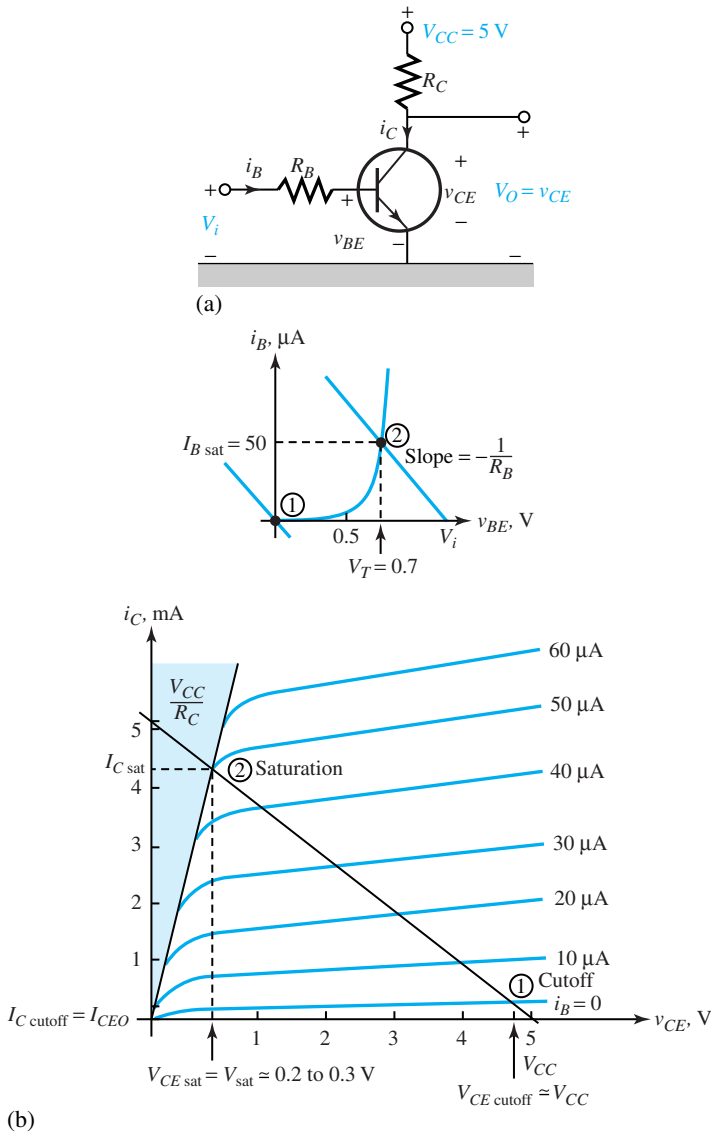 +
V_CC = 5 V
R_C
i_C
+
i_B
R_B
+
+
+
v_CE
V_O = v_CE
V_i
v_BE
−
−
−
−
(a)
i_B, μA
I_B sat = 50
②
Slope = −1/R_B
①
0.5
V_i
v_BE, V
V_T = 0.7
i_C, mA
60 μA
V_CC/R_C
50 μA
5
I_C sat
② Saturation
40 μA
4
3
30 μA
2
20 μA
1
10 μA
① Cutoff
i_B = 0
I_C cutoff = I_CEO
1
2
3
4
5
v_CE, V
V_CE sat = V_sat ≃ 0.2 to 0.3 V
V_CC
V_CE cutoff ≃ V_CC
(b)